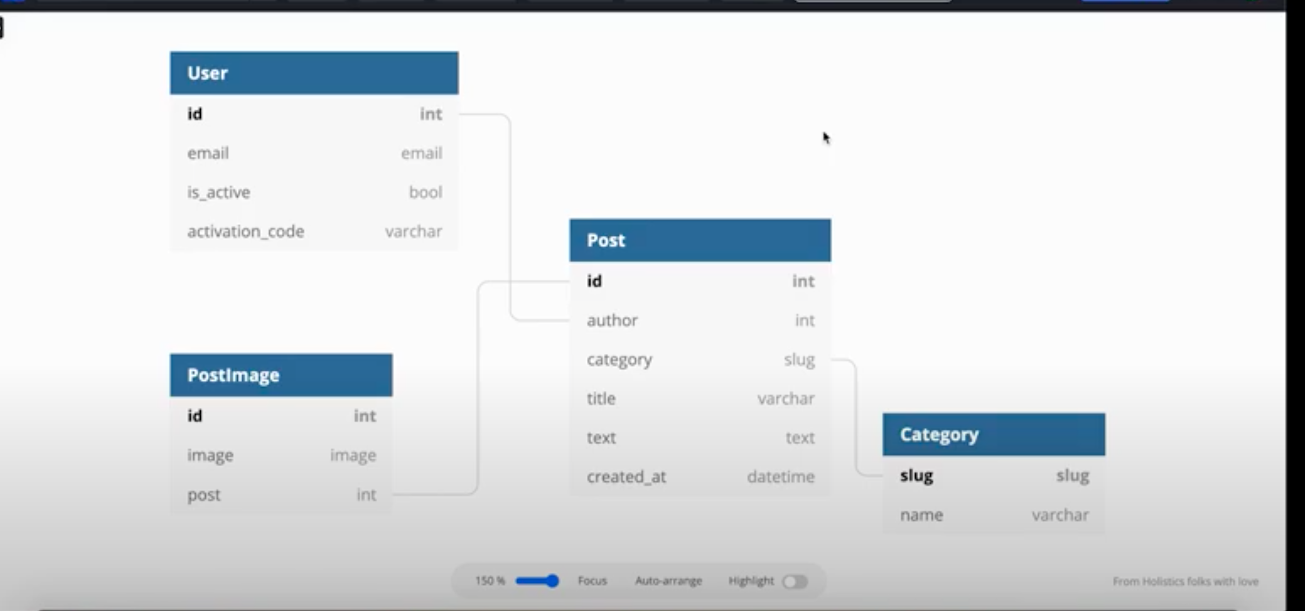 User
id int
email email
is_active bool
activation_code varchar
Post
id int
author int
category slug
title varchar
text text
created_at datetime
PostImage
id int
image image
post int
Category
slug slug
name varchar
150 % Focus Auto-arrange Highlight
From Holistics folks with love